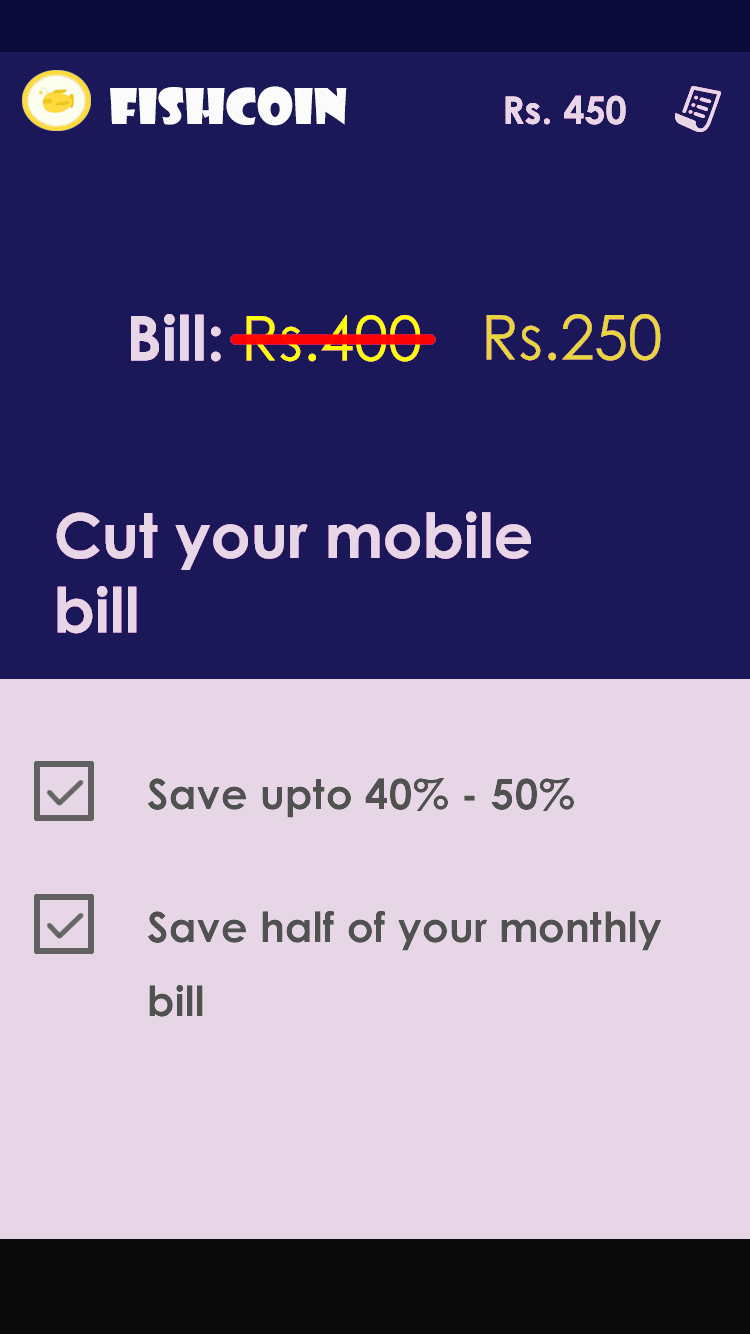 FISHCOIN
Rs. 450
Bill: Rs.400 Rs.250
Cut your mobile
bill
Save upto 40% - 50%
Save half of your monthly
bill